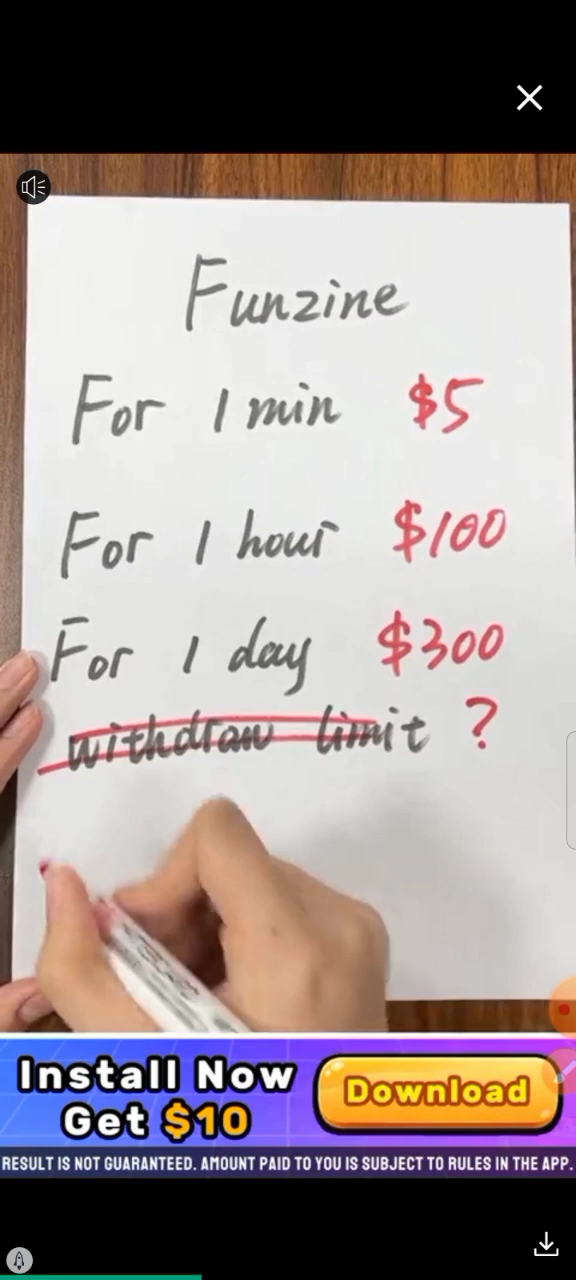 Funzine
For 1 min $5
For 1 hour $100
For 1 day $300
withdraw limit ?
Install Now
Get $10
Download
RESULT IS NOT GUARANTEED. AMOUNT PAID TO YOU IS SUBJECT TO RULES IN THE APP.